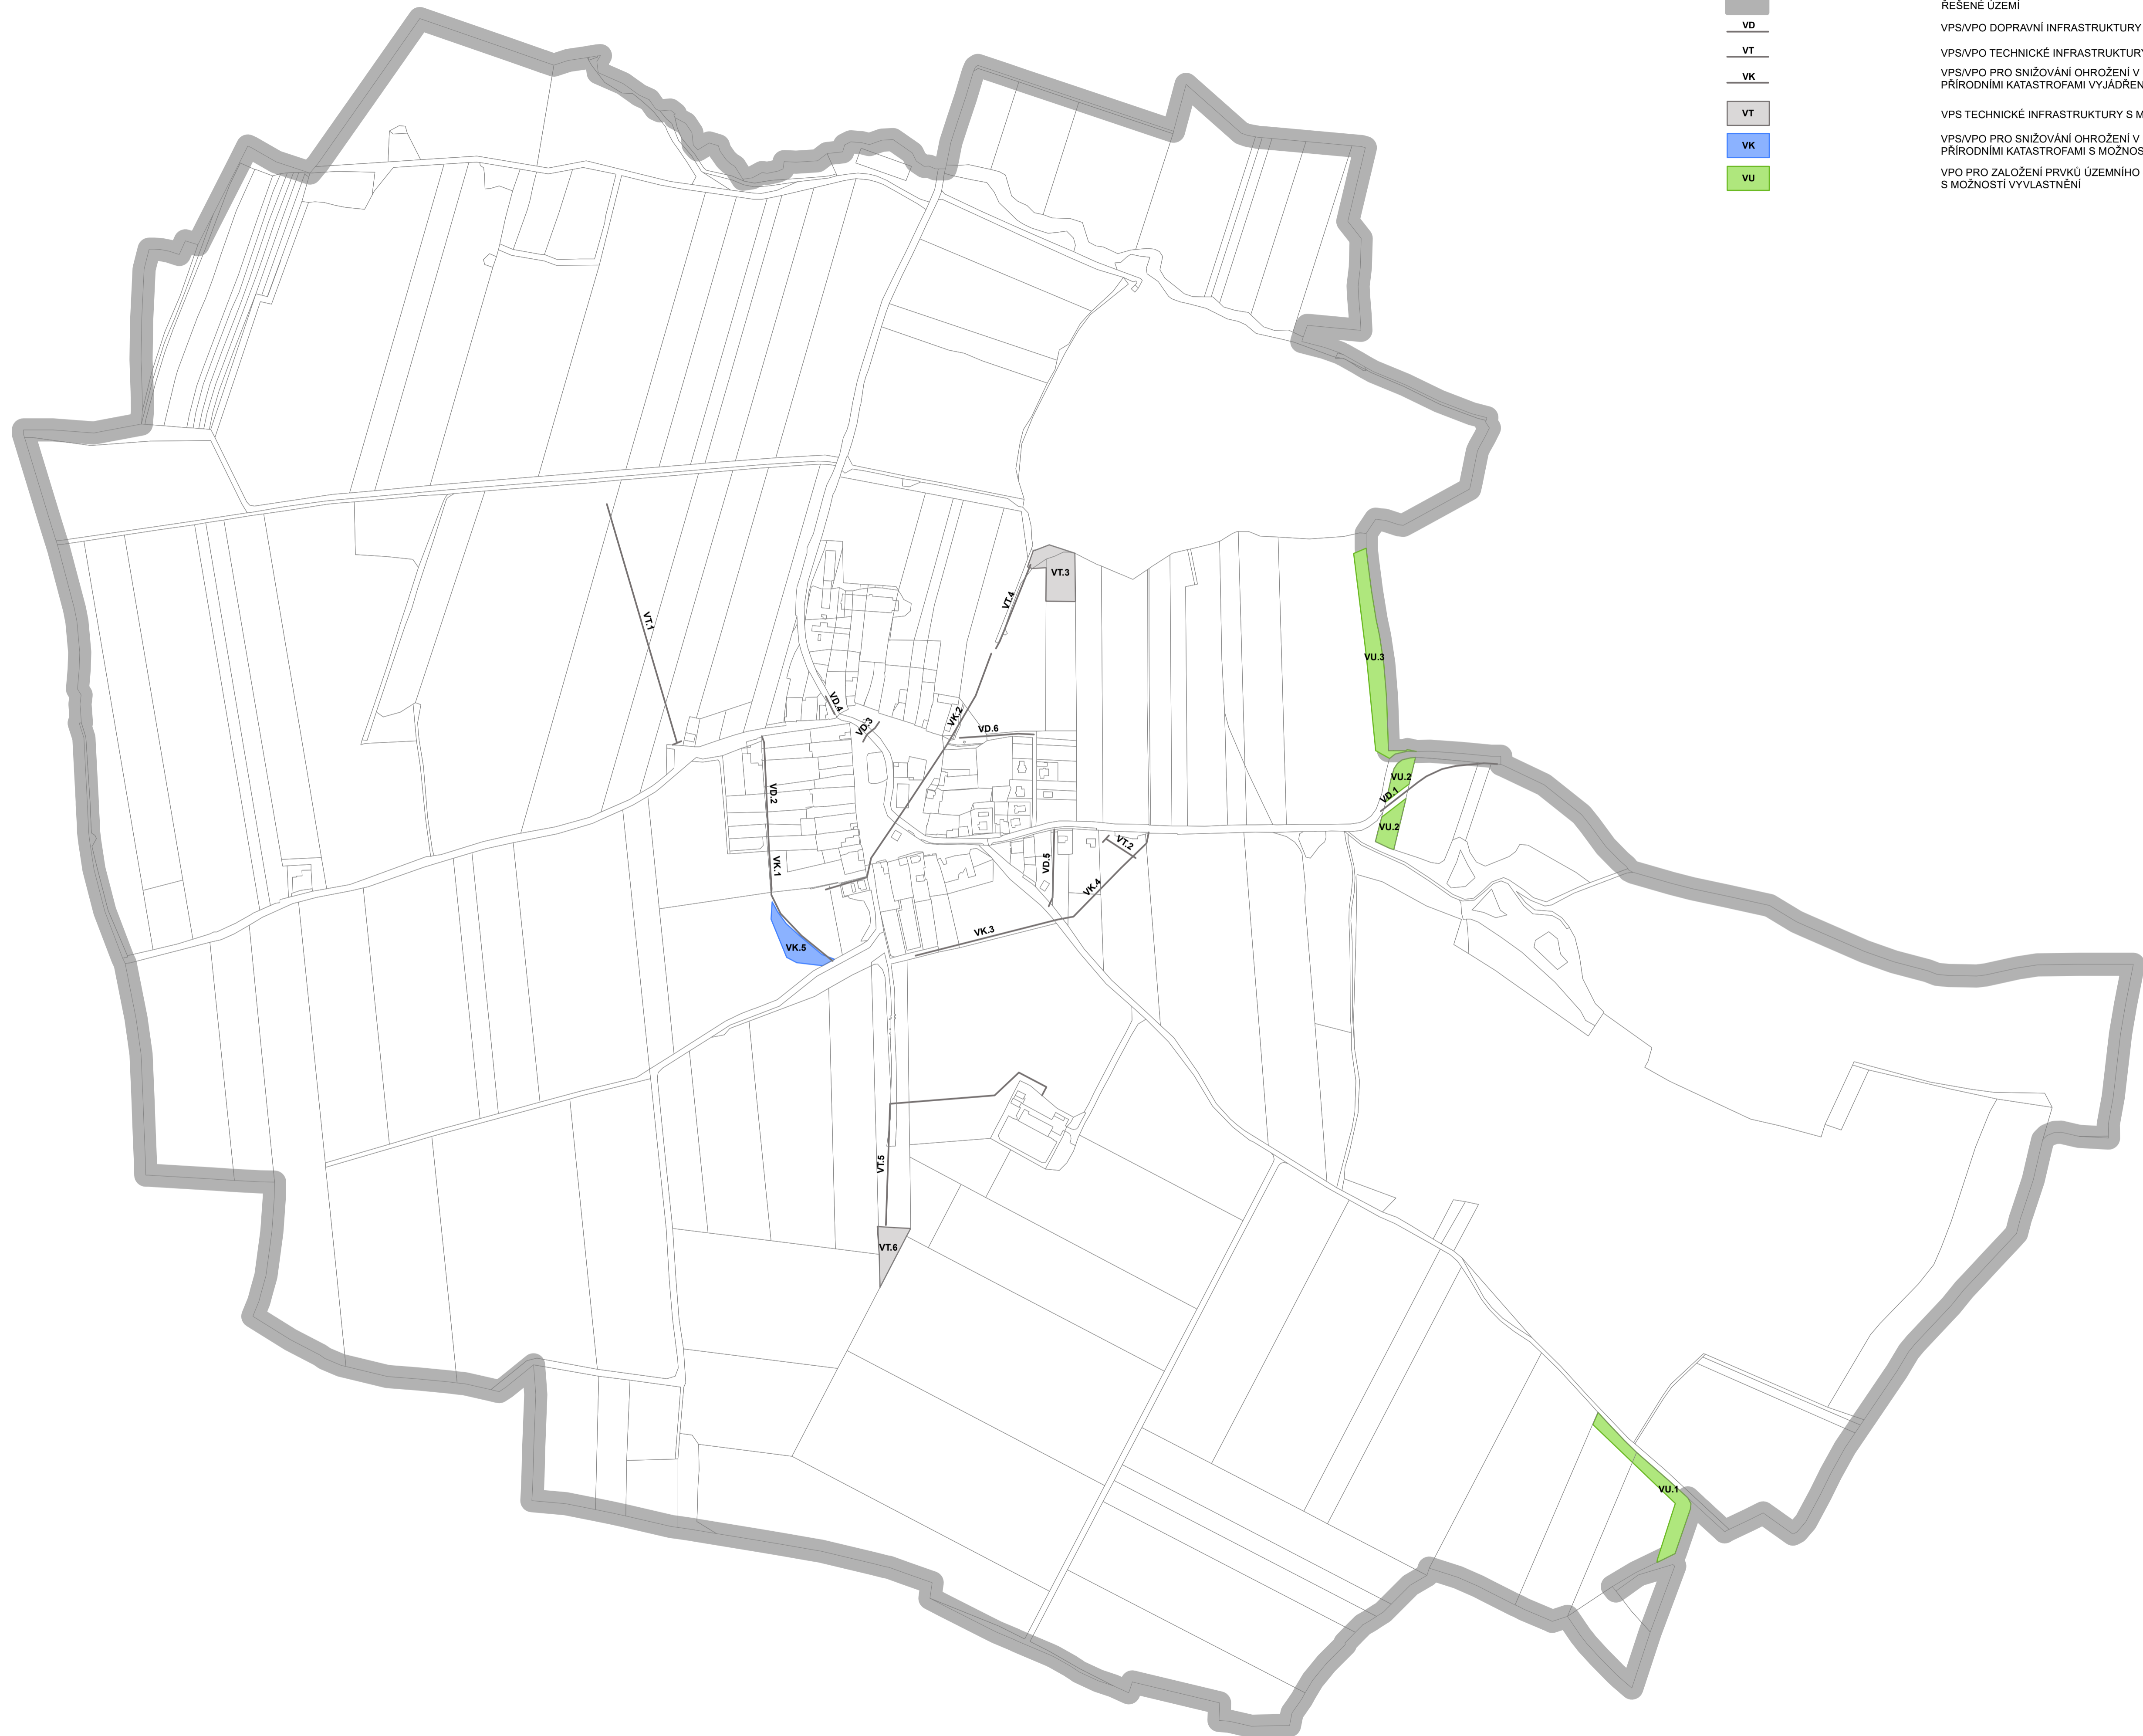 ŘEŠENÉ ÚZEMÍ
VD VPS/VPO DOPRAVNÍ INFRASTRUKTURY
VT VPS/VPO TECHNICKÉ INFRASTRUKTURY
VK VPS/VPO PRO SNIŽOVÁNÍ OHROŽENÍ V
PŘÍRODNÍMI KATASTROFAMI VYJÁDŘEN
VT VPS TECHNICKÉ INFRASTRUKTURY S M
VK VPS/VPO PRO SNIŽOVÁNÍ OHROŽENÍ V
PŘÍRODNÍMI KATASTROFAMI S MOŽNOS
VU VPO PRO ZALOŽENÍ PRVKŮ ÚZEMNÍHO
S MOŽNOSTÍ VYVLASTNĚNÍ
VT.3
VT.4
VT.1
VU.3
VD.4
VK.2
VD.3
VD.6
VU.2
VD.2
VD.1
VU.2
VT.2
VD.5
VK.1
VK.4
VK.3
VK.5
VT.5
VT.6
VU.1